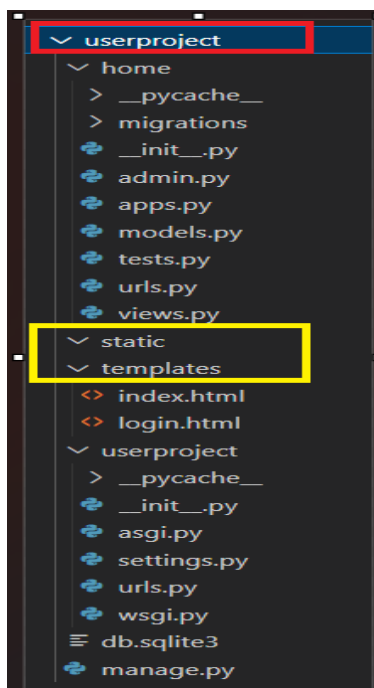 userproject
home
__pycache__
migrations
__init__.py
admin.py
apps.py
models.py
tests.py
urls.py
views.py
static
templates
index.html
login.html
userproject
__pycache__
__init__.py
asgi.py
settings.py
urls.py
wsgi.py
db.sqlite3
manage.py